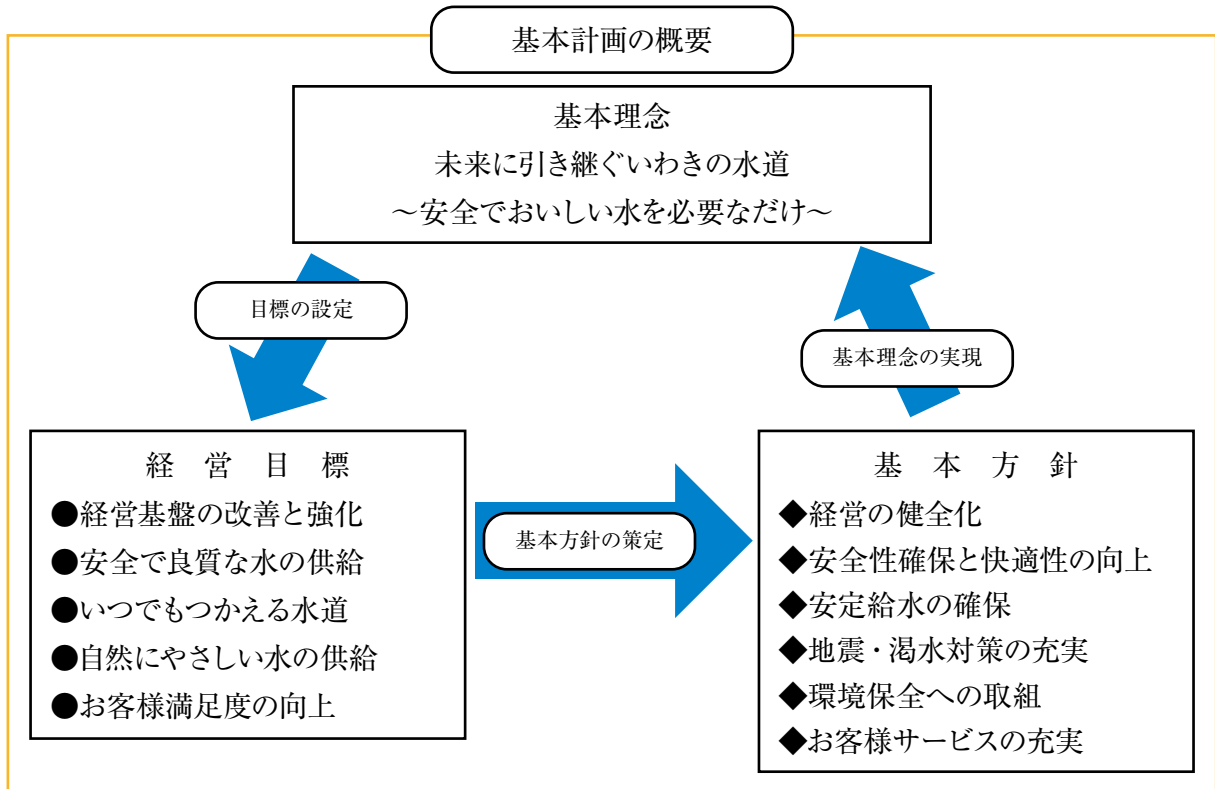 基本計画の概要
基本理念
未来に引き継ぐいわきの水道
～安全でおいしい水を必要なだけ～
目標の設定
基本理念の実現
経営目標
●経営基盤の改善と強化
●安全で良質な水の供給
●いつでもつかえる水道
●自然にやさしい水の供給
●お客様満足度の向上
基本方針の策定
基本方針
◆経営の健全化
◆安全性確保と快適性の向上
◆安定給水の確保
◆地震・渇水対策の充実
◆環境保全への取組
◆お客様サービスの充実